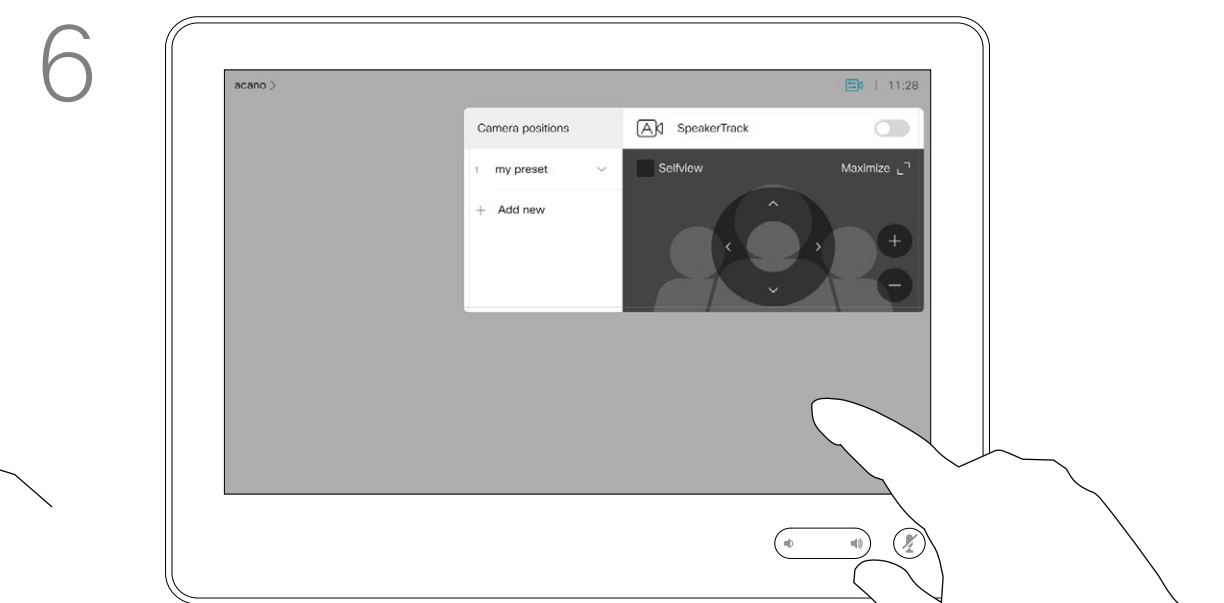 6
acano >
11:28
Camera positions
SpeakerTrack
1 my preset
Selfview
Maximize
+ Add new